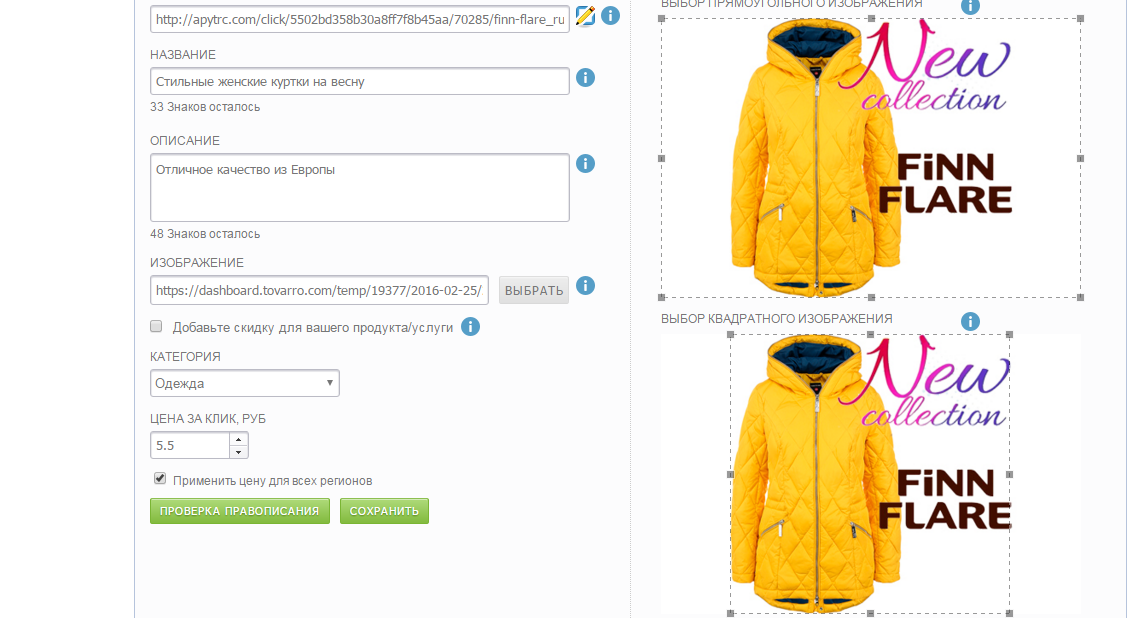 http://apytrc.com/click/5502bd358b30a8ff7f8b45aa/70285/finn-flare_ru
НАЗВАНИЕ
Стильные женские куртки на весну
33 Знаков осталось
ОПИСАНИЕ
Отличное качество из Европы
48 Знаков осталось
ИЗОБРАЖЕНИЕ
https://dashboard.tovarro.com/temp/19377/2016-02-25/
ВЫБРАТЬ
Добавьте скидку для вашего продукта/услуги
КАТЕГОРИЯ
Одежда
ЦЕНА ЗА КЛИК, РУБ
5.5
Применить цену для всех регионов
ПРОВЕРКА ПРАВОПИСАНИЯ
СОХРАНИТЬ
ВЫБОР ПРЯМОУГОЛЬНОГО ИЗОБРАЖЕНИЯ
New
collection
FiNN
FLARE
ВЫБОР КВАДРАТНОГО ИЗОБРАЖЕНИЯ
New
collection
FiNN
FLARE